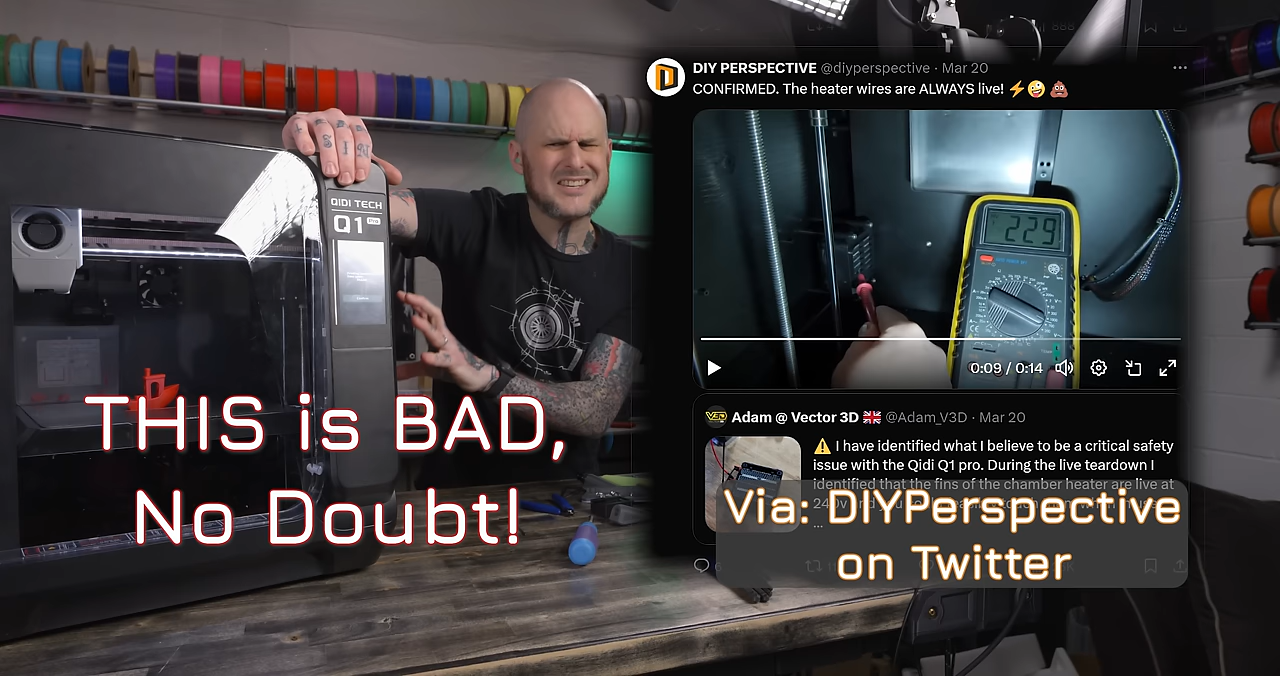 DIY PERSPECTIVE @diyperspective · Mar 20
CONFIRMED. The heater wires are ALWAYS live! ⚡🤪💩
229
0:09 / 0:14
V3D
Adam @ Vector 3D 🇬🇧 @Adam_V3D · Mar 20
⚠️ I have identified what I believe to be a critical safety
issue with the Qidi Q1 pro. During the live teardown I
identified that the fins of the chamber heater are live at
...
Via: DIYPerspective
on Twitter
QIDI TECH
Q1 Pro
THIS is BAD,
No Doubt!